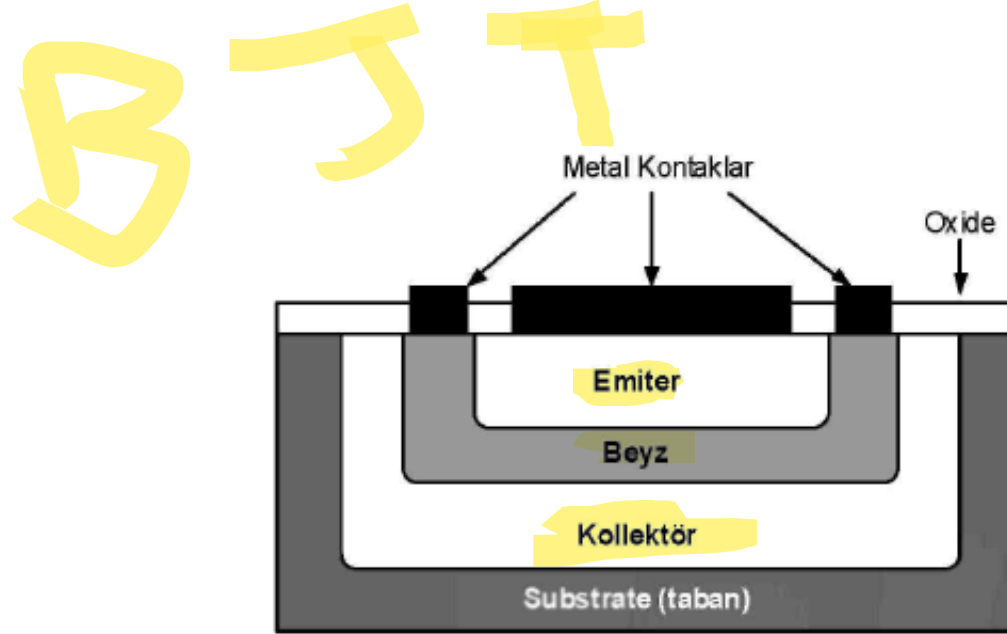 BJT
Metal Kontaklar
Oxide
Emiter
Beyz
Kollektör
Substrate (taban)